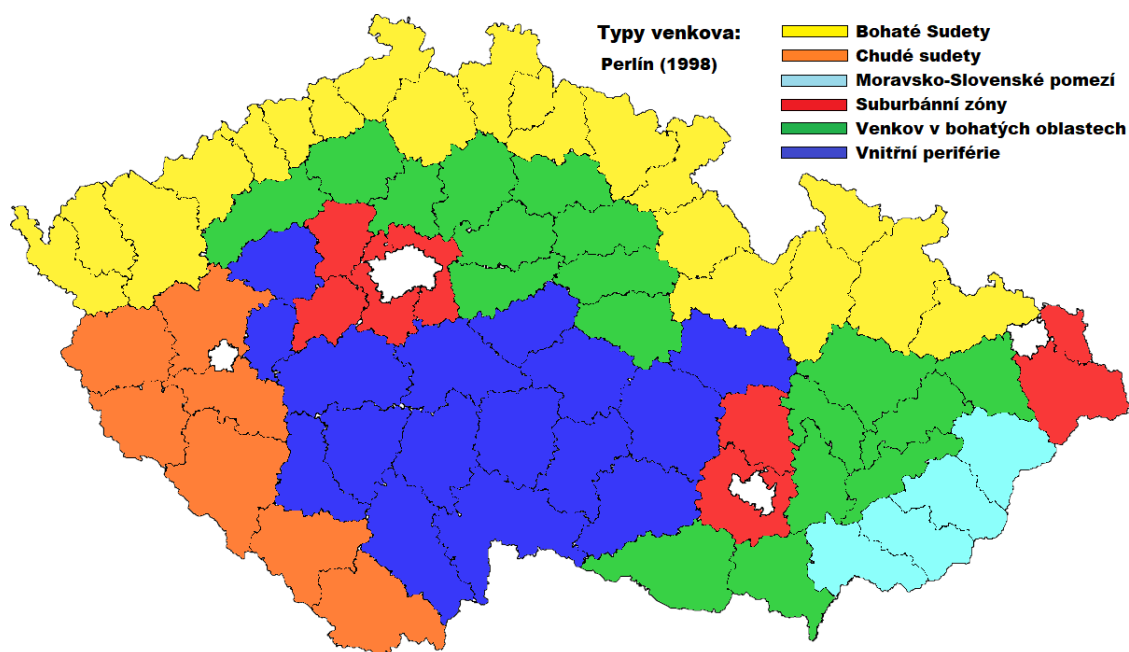 Typy venkova:
Perlín (1998)
Bohaté Sudety
Chudé sudety
Moravsko-Slovenské pomezí
Suburbánní zóny
Venkov v bohatých oblastech
Vnitřní periférie